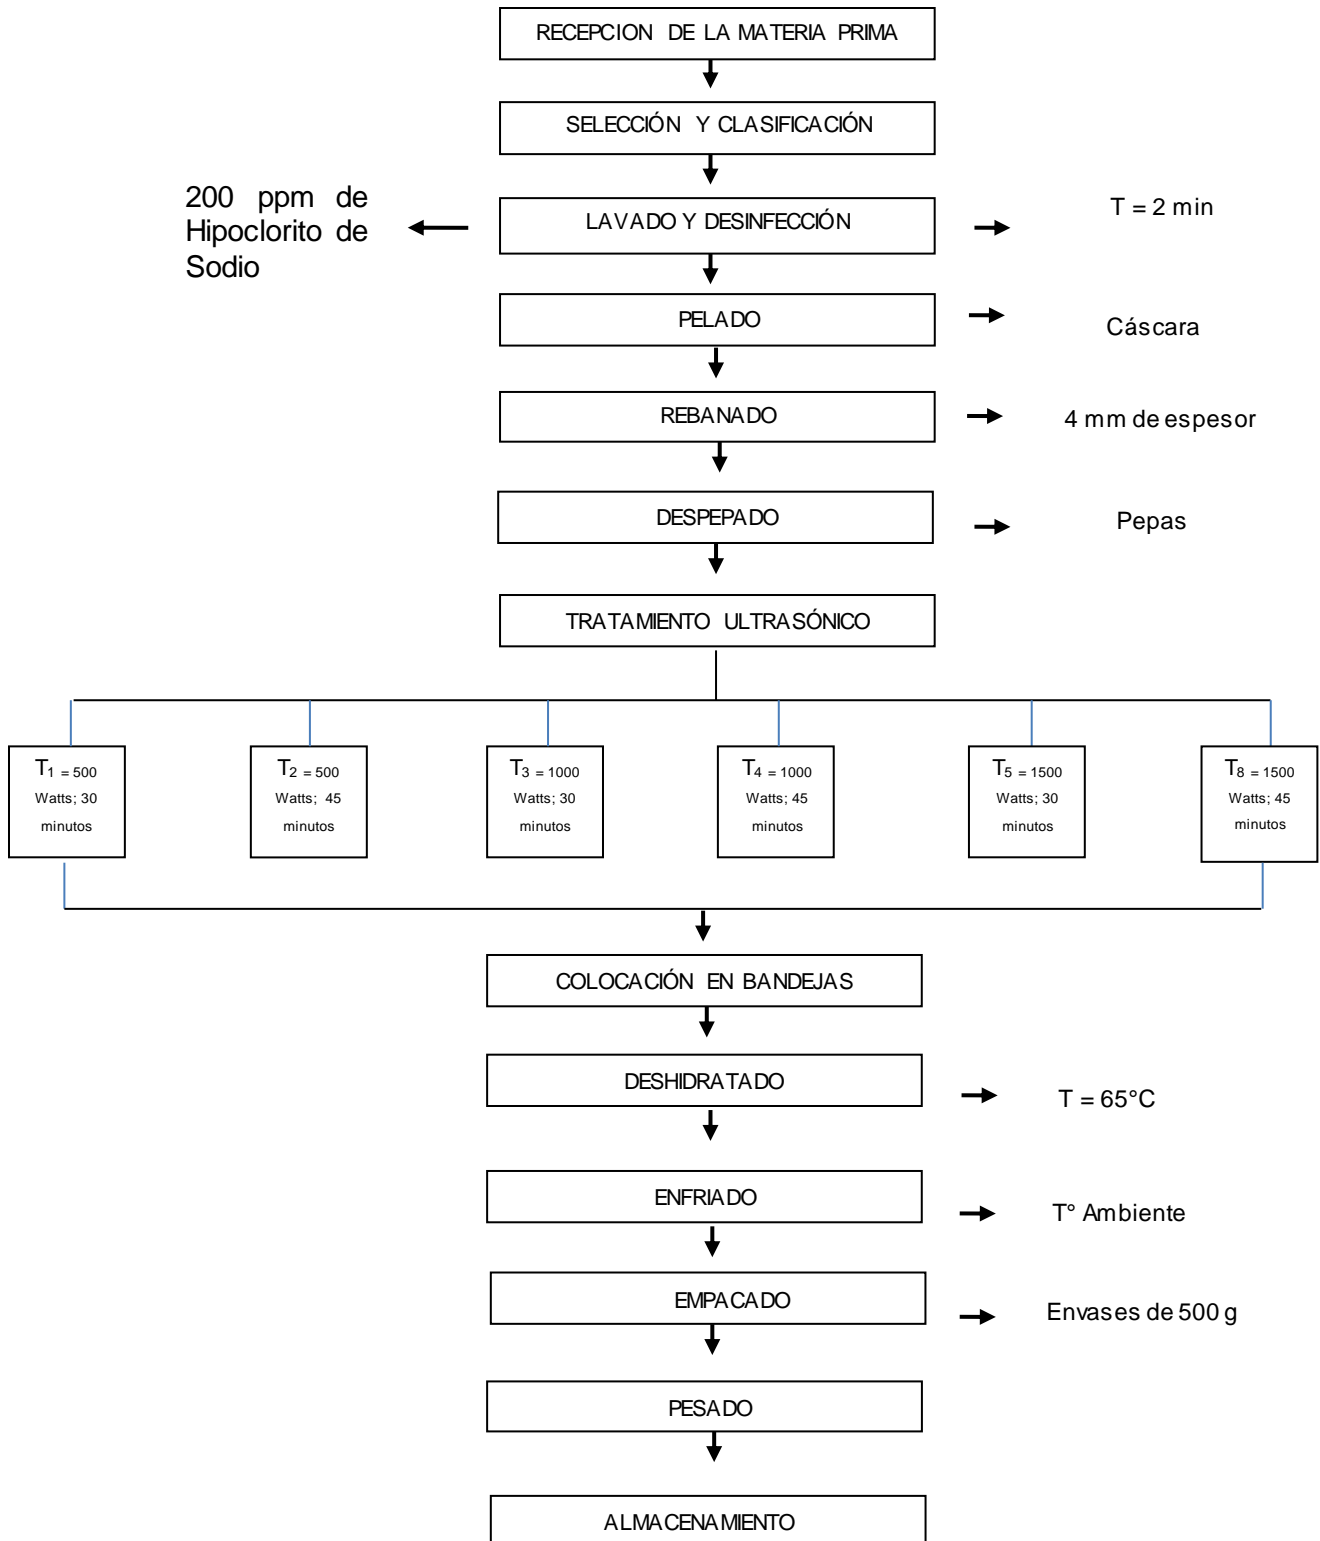 RECEPCION DE LA MATERIA PRIMA
SELECCIÓN Y CLASIFICACIÓN
200 ppm de
Hipoclorito de
Sodio
LAVADO Y DESINFECCIÓN
T = 2 min
PELADO
Cáscara
REBANADO
4 mm de espesor
DESPEPADO
Pepas
TRATAMIENTO ULTRASÓNICO
T1 = 500
Watts; 30
minutos
T2 = 500
Watts; 45
minutos
T3 = 1000
Watts; 30
minutos
T4 = 1000
Watts; 45
minutos
T5 = 1500
Watts; 30
minutos
T8 = 1500
Watts; 45
minutos
COLOCACIÓN EN BANDEJAS
DESHIDRATADO
T = 65°C
ENFRIADO
T° Ambiente
EMPACADO
Envases de 500 g
PESADO
ALMACENAMIENTO